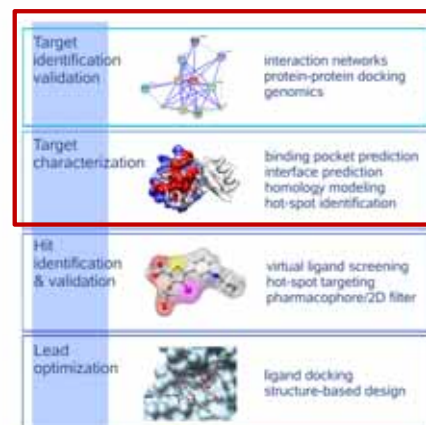 Target
identification
validation
interaction networks
protein-protein docking
genomics
Target
characterization
binding pocket prediction
interface prediction
homology modeling
hot-spot identification
Hit
identification
& validation
virtual ligand screening
hot-spot targeting
pharmacophore/2D filter
Lead
optimization
ligand docking
structure-based design